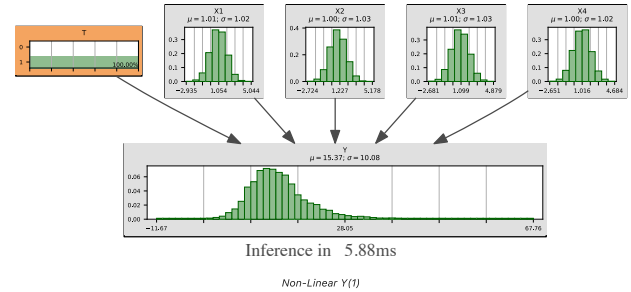 T
0
1
100.00%
X1
μ = 1.01; σ = 1.02
0.3
0.2
0.1
0.0
−2.935 1.054 5.044
X2
μ = 1.00; σ = 1.03
0.4
0.2
0.0
−2.724 1.227 5.178
X3
μ = 1.01; σ = 1.03
0.3
0.2
0.1
0.0
−2.681 1.099 4.879
X4
μ = 1.00; σ = 1.02
0.3
0.2
0.1
0.0
−2.651 1.016 4.684
Y
μ = 15.37; σ = 10.08
0.06
0.04
0.02
0.00
−11.67 28.05 67.76
Inference in 5.88ms
Non-Linear Y(1)